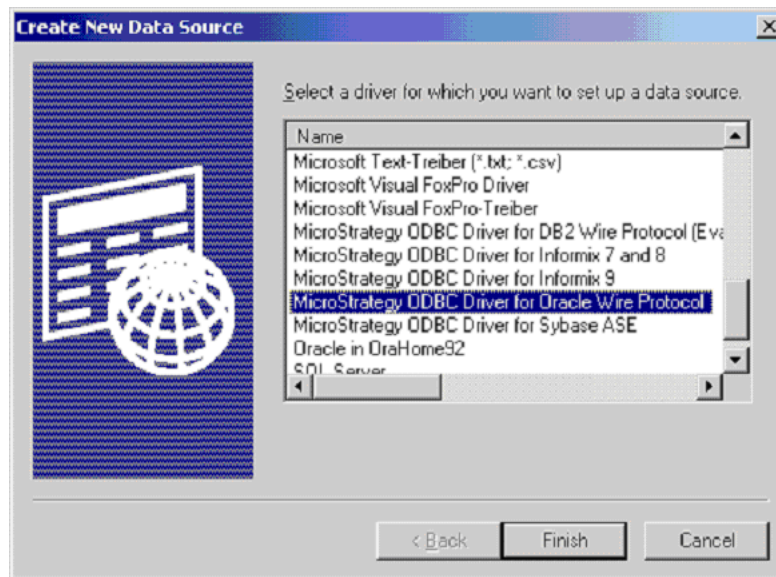 Create New Data Source
Select a driver for which you want to set up a data source.
Name
Microsoft Text-Treiber (*.txt; *.csv)
Microsoft Visual FoxPro Driver
Microsoft Visual FoxPro-Treiber
MicroStrategy ODBC Driver for DB2 Wire Protocol (Eva
MicroStrategy ODBC Driver for Informix 7 and 8
MicroStrategy ODBC Driver for Informix 9
MicroStrategy ODBC Driver for Oracle Wire Protocol
MicroStrategy ODBC Driver for Sybase ASE
Oracle in OraHome92
SQL Server
< Back Finish Cancel